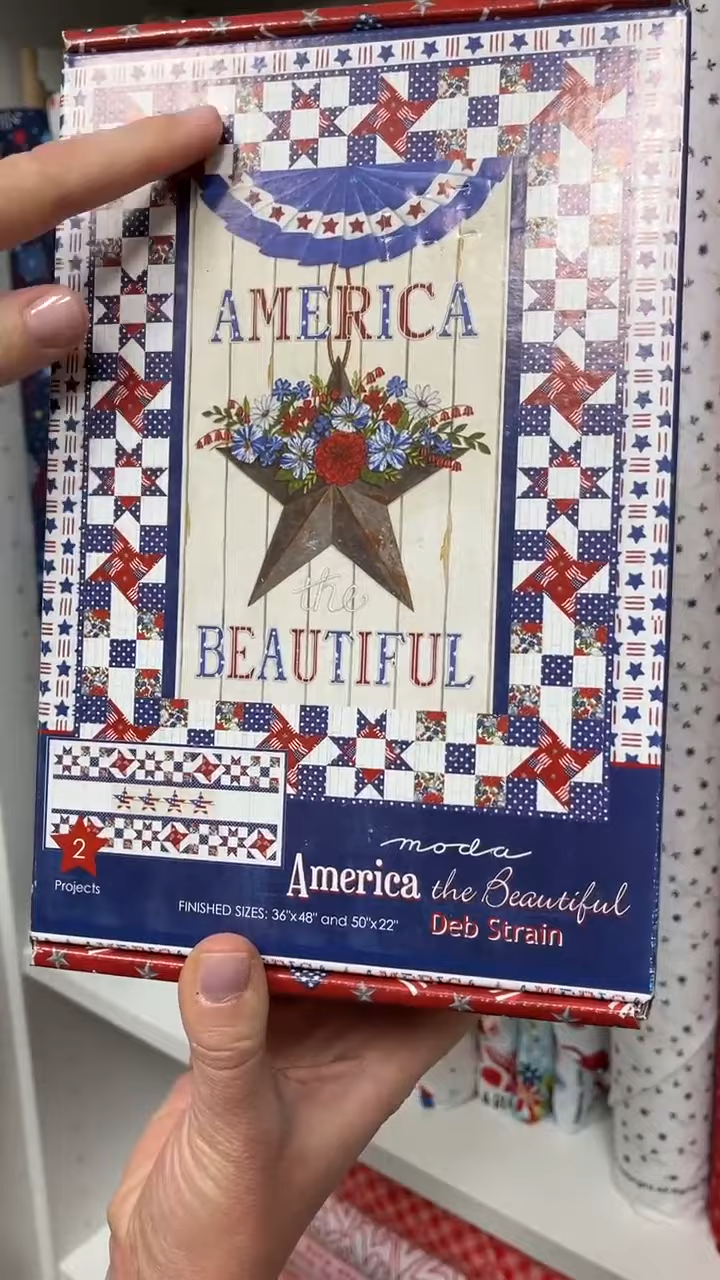 AMERICA
the
BEAUTIFUL
2
Projects
moda
America the Beautiful
FINISHED SIZES: 36"x48" and 50"x22"
Deb Strain